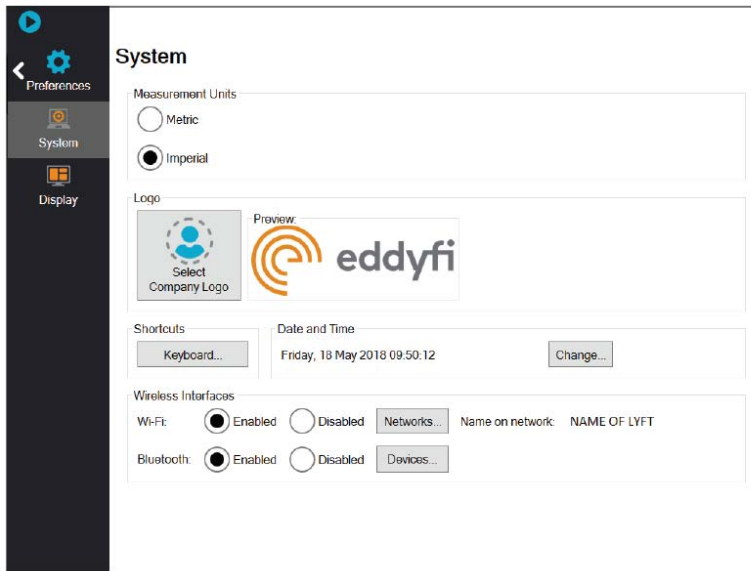 Preferences
System
Display
System
Measurement Units
Metric
Imperial
Logo
Select
Company Logo
Preview:
eddyfi
Shortcuts
Keyboard...
Date and Time
Friday, 18 May 2018 09:50:12
Change...
Wireless Interfaces
Wi-Fi: Enabled Disabled Networks... Name on network: NAME OF LYFT
Bluetooth: Enabled Disabled Devices...